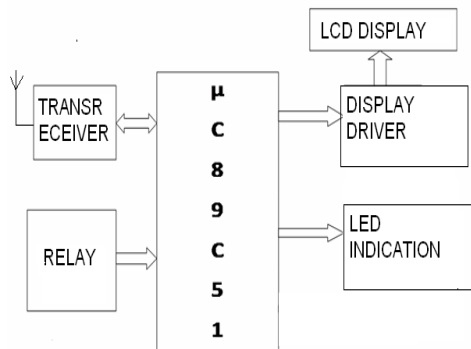 LCD DISPLAY
TRANSR
ECEIVER
µ
C
8
9
C
5
1
DISPLAY
DRIVER
RELAY
LED
INDICATION